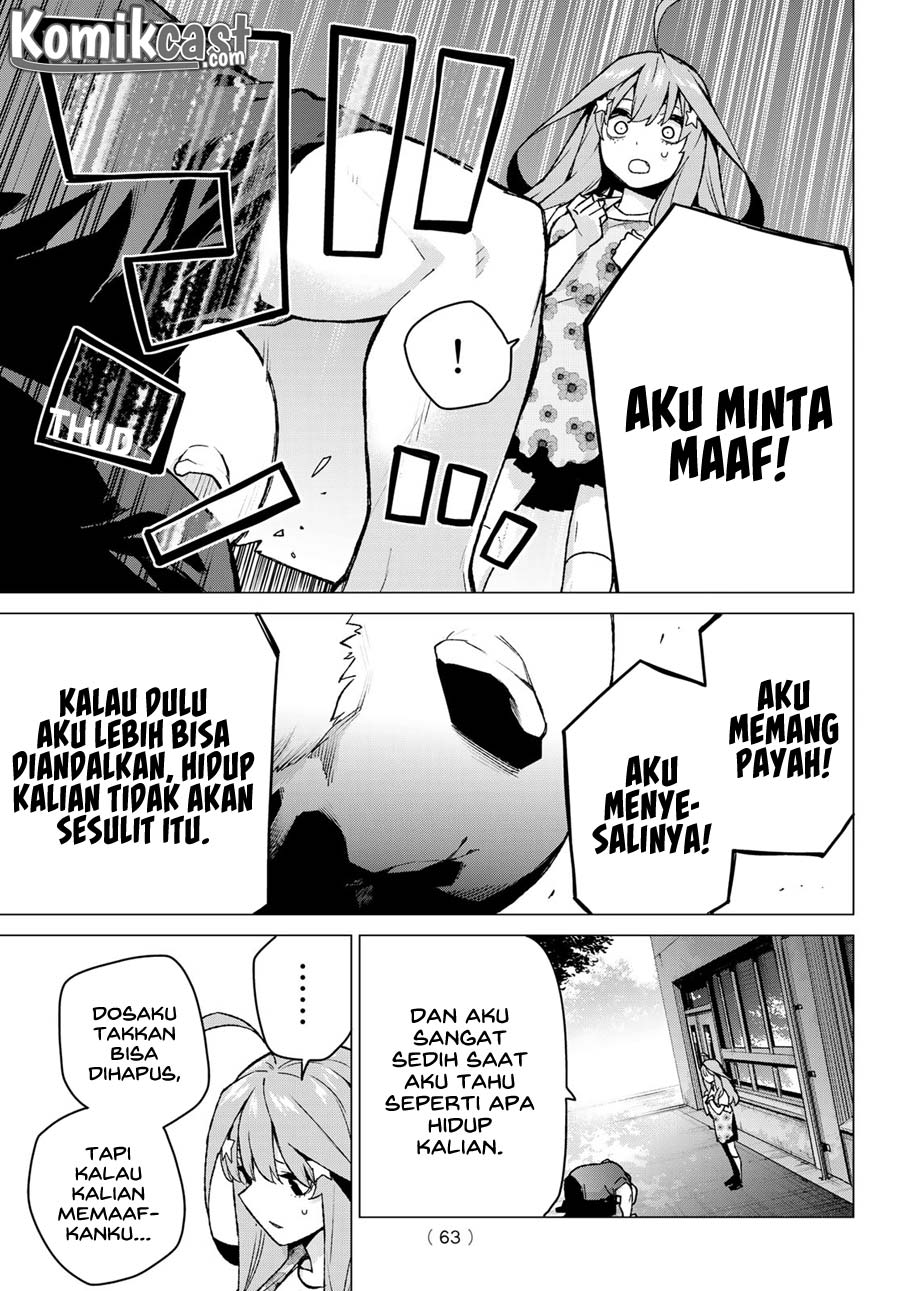 Komikcast
.com
!
AKU MINTA
MAAF!
THUD
AKU
MEMANG
PAYAH!
AKU
MENYE-
SALINYA!
KALAU DULU
AKU LEBIH BISA
DIANDALKAN, HIDUP
KALIAN TIDAK AKAN
SESULIT ITU.
DAN AKU
SANGAT
SEDIH SAAT
AKU TAHU
SEPERTI APA
HIDUP
KALIAN.
......
DOSAKU
TAKKAN
BISA
DIHAPUS,
TAPI
KALAU
KALIAN
MEMAAF-
KANKU...
( 63 )